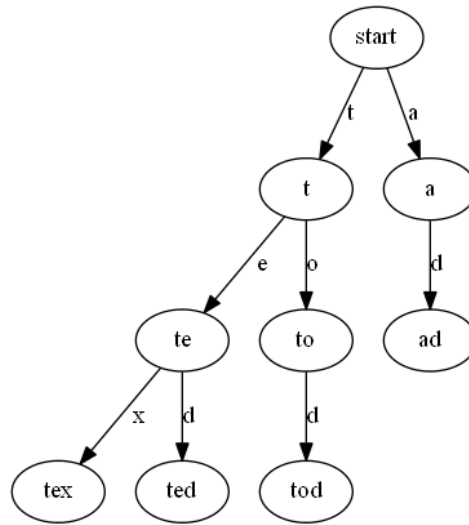 start
t a
t a
e o d
te to ad
x d d
tex ted tod